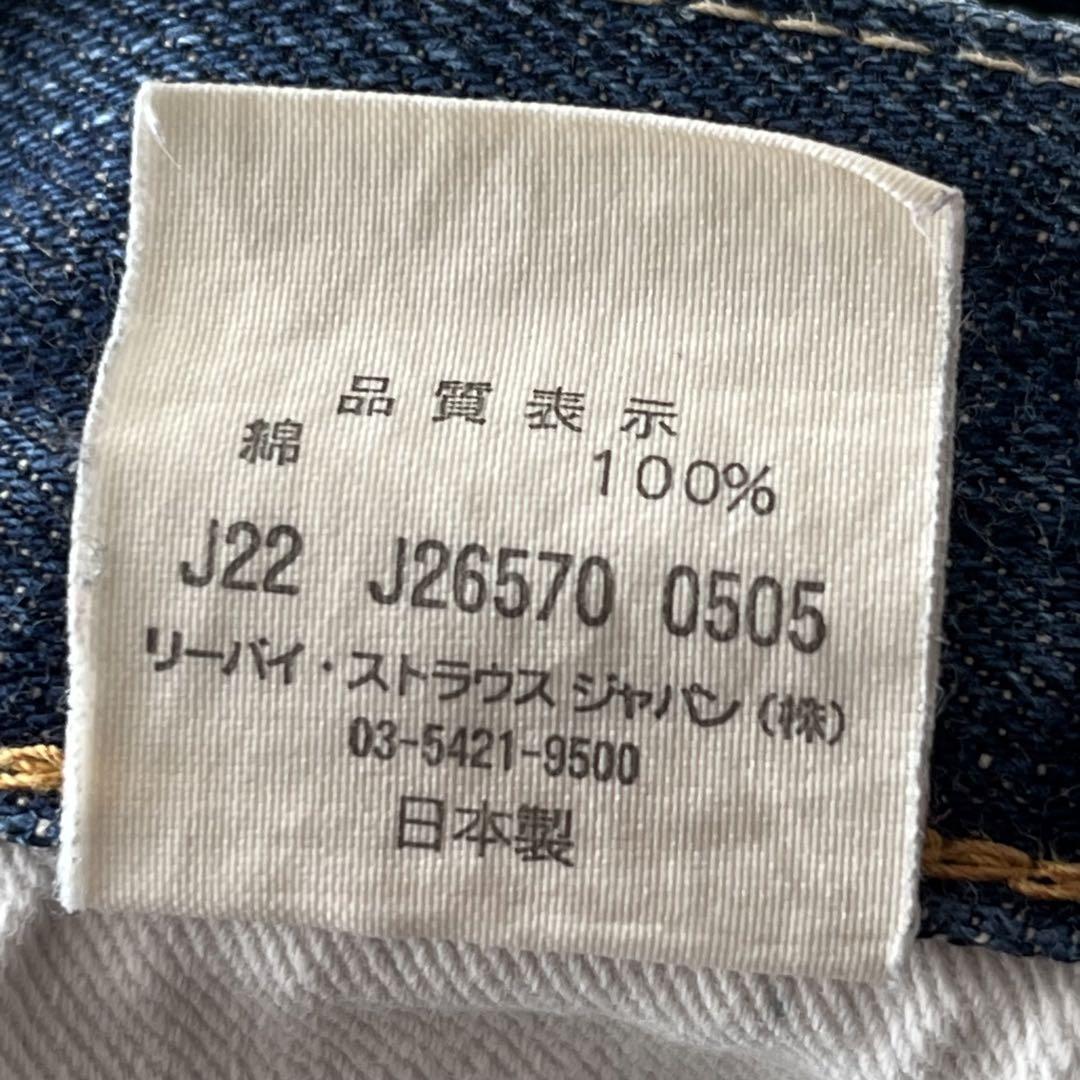 品質表示
綿 100%
J22 J26570 0505
リーバイ・ストラウス ジャパン(株)
03-5421-9500
日本製